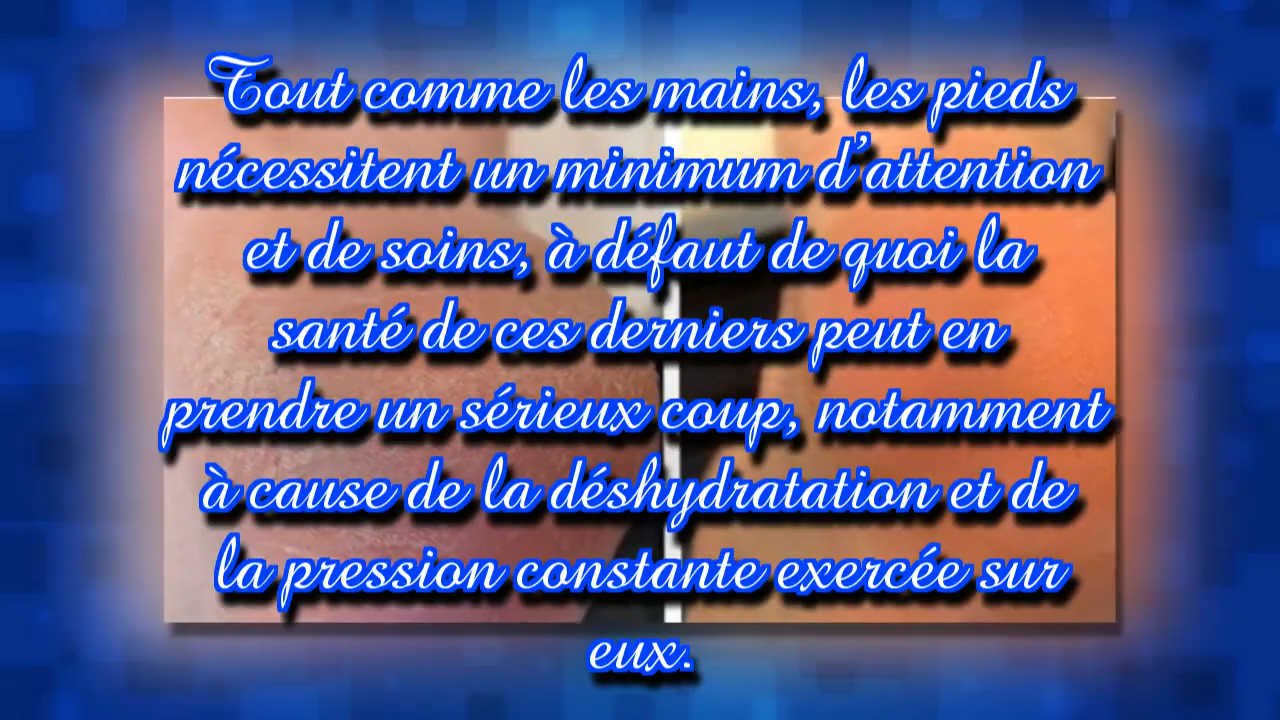 Tout comme les mains, les pieds
nécessitent un minimum d'attention
et de soins, à défaut de quoi la
santé de ces derniers peut en
prendre un sérieux coup, notamment
à cause de la déshydratation et de
la pression constante exercée sur
eux.